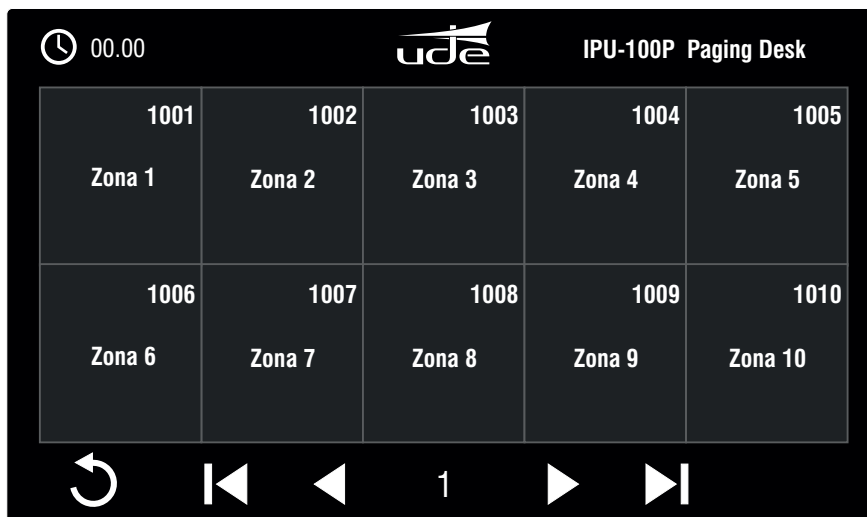 00.00 ude IPU-100P Paging Desk
1001 1002 1003 1004 1005
Zona 1 Zona 2 Zona 3 Zona 4 Zona 5
1006 1007 1008 1009 1010
Zona 6 Zona 7 Zona 8 Zona 9 Zona 10
1